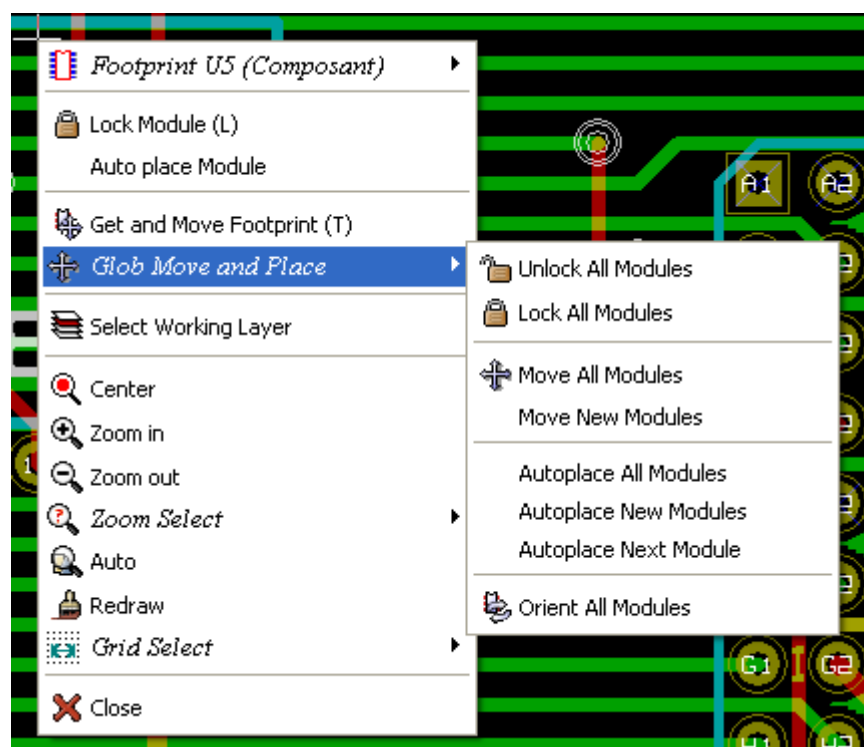 Footprint U5 (Composant)
Lock Module (L)
Auto place Module
Get and Move Footprint (T)
Glob Move and Place
Select Working Layer
Center
Zoom in
Zoom out
Zoom Select
Auto
Redraw
Grid Select
Close
Unlock All Modules
Lock All Modules
Move All Modules
Move New Modules
Autoplace All Modules
Autoplace New Modules
Autoplace Next Module
Orient All Modules
A1 A2
G1 G2
H1 H2